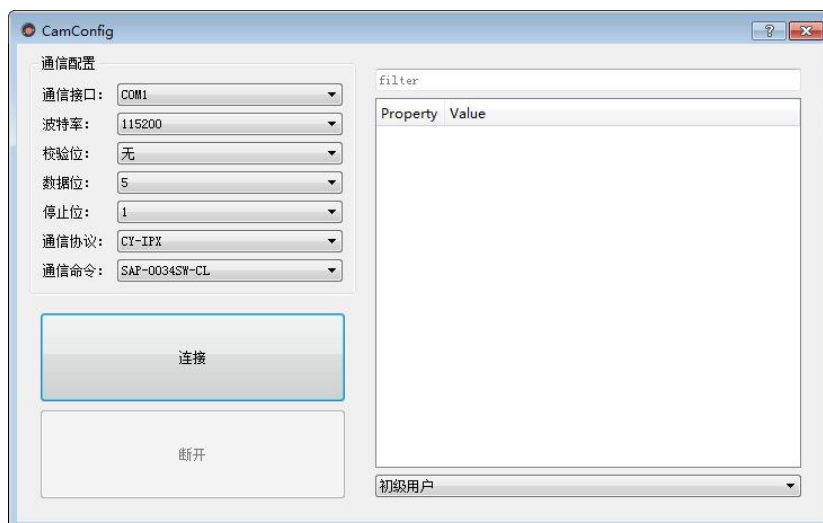 CamConfig
通信配置
通信接口： COM1
波特率： 115200
校验位： 无
数据位： 5
停止位： 1
通信协议： CY-IPX
通信命令： SAP-0034SW-CL
连接
断开
filter
Property Value
初级用户